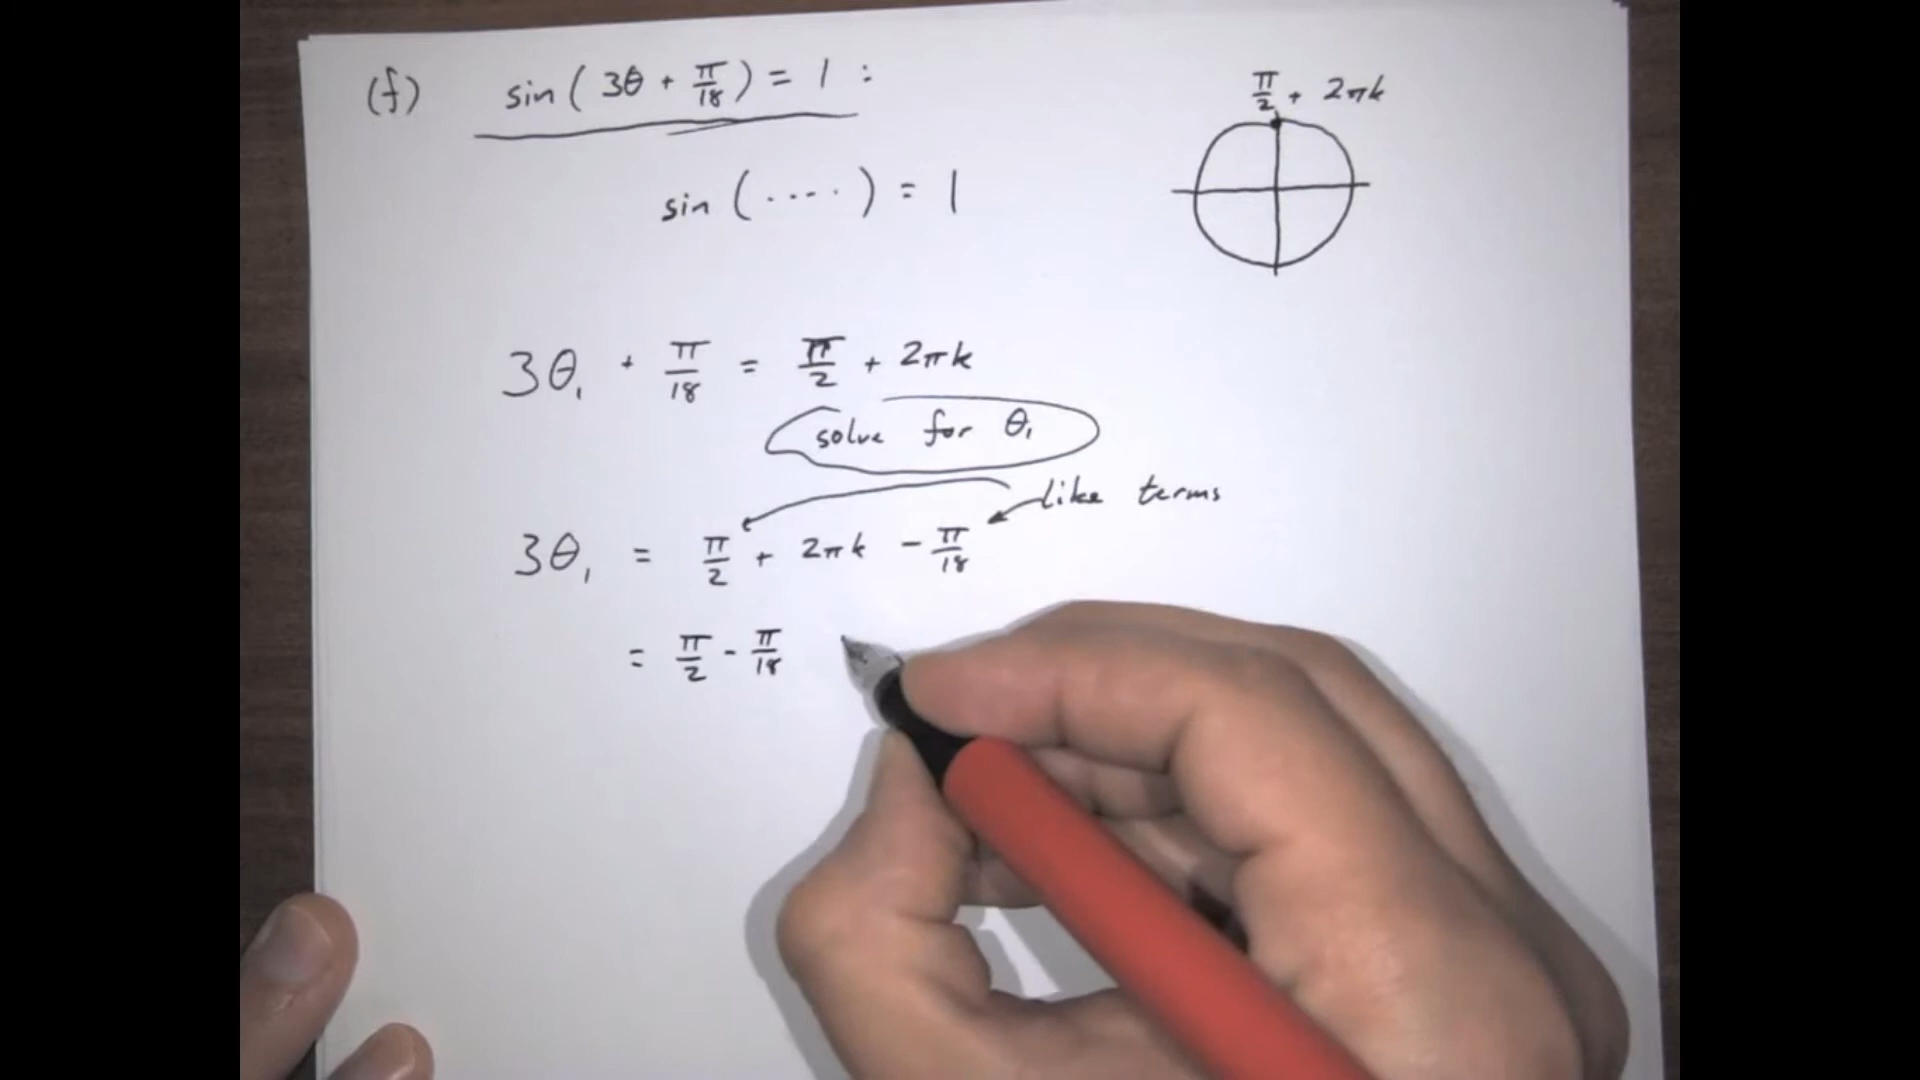 (f) sin(3θ + π/18) = 1 :
π/2 + 2πk
sin(....) = 1
3θ₁ + π/18 = π/2 + 2πk
solve for θ₁
like terms
3θ₁ = π/2 + 2πk - π/18
= π/2 - π/18